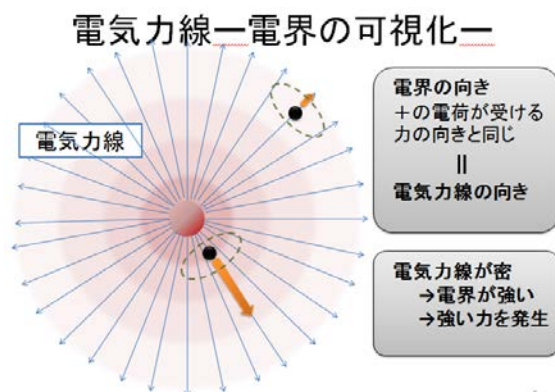 電気力線ー電界の可視化ー
電気力線
電界の向き
＋の電荷が受ける
力の向きと同じ
||
電気力線の向き
電気力線が密
→電界が強い
→強い力を発生